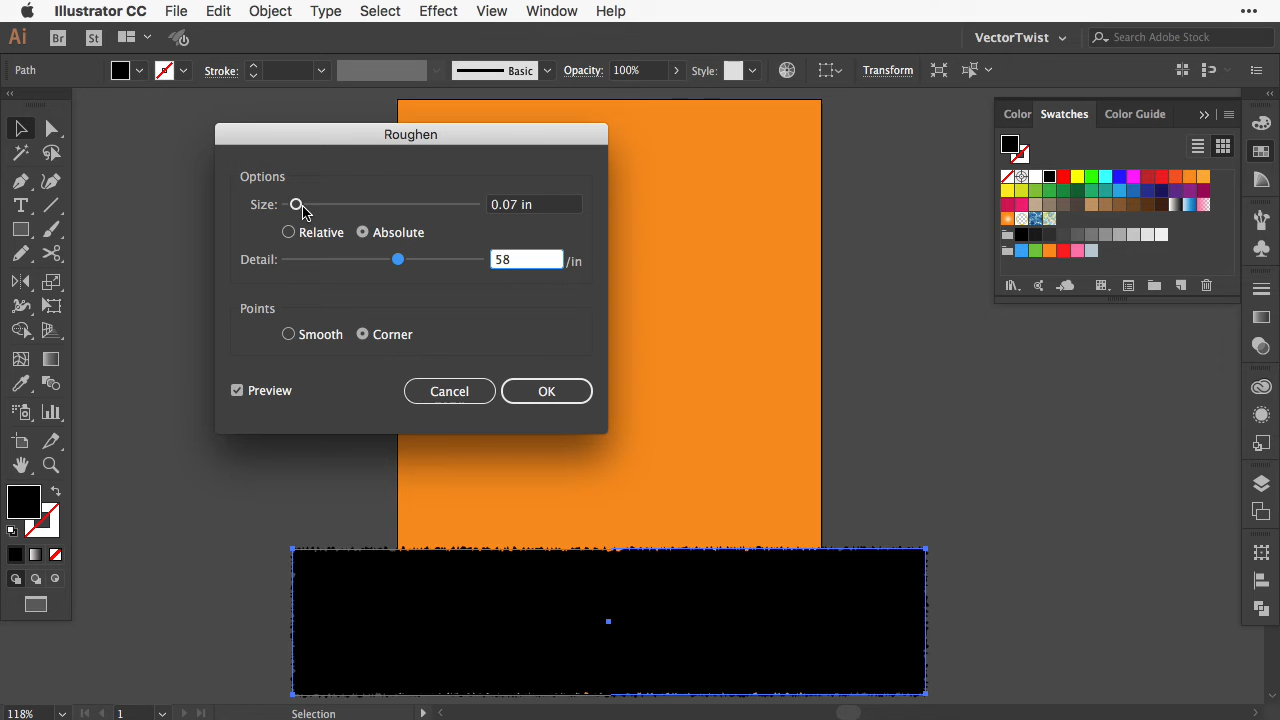 Illustrator CC File Edit Object Type Select Effect View Window Help
Ai Br St VectorTwist Search Adobe Stock
Path Stroke: Basic Opacity: 100% Style: Transform
Roughen
Options
Size: 0.07 in
Relative Absolute
Detail: 58 /in
Points
Smooth Corner
Preview Cancel OK
Color Swatches Color Guide
118% 1 Selection